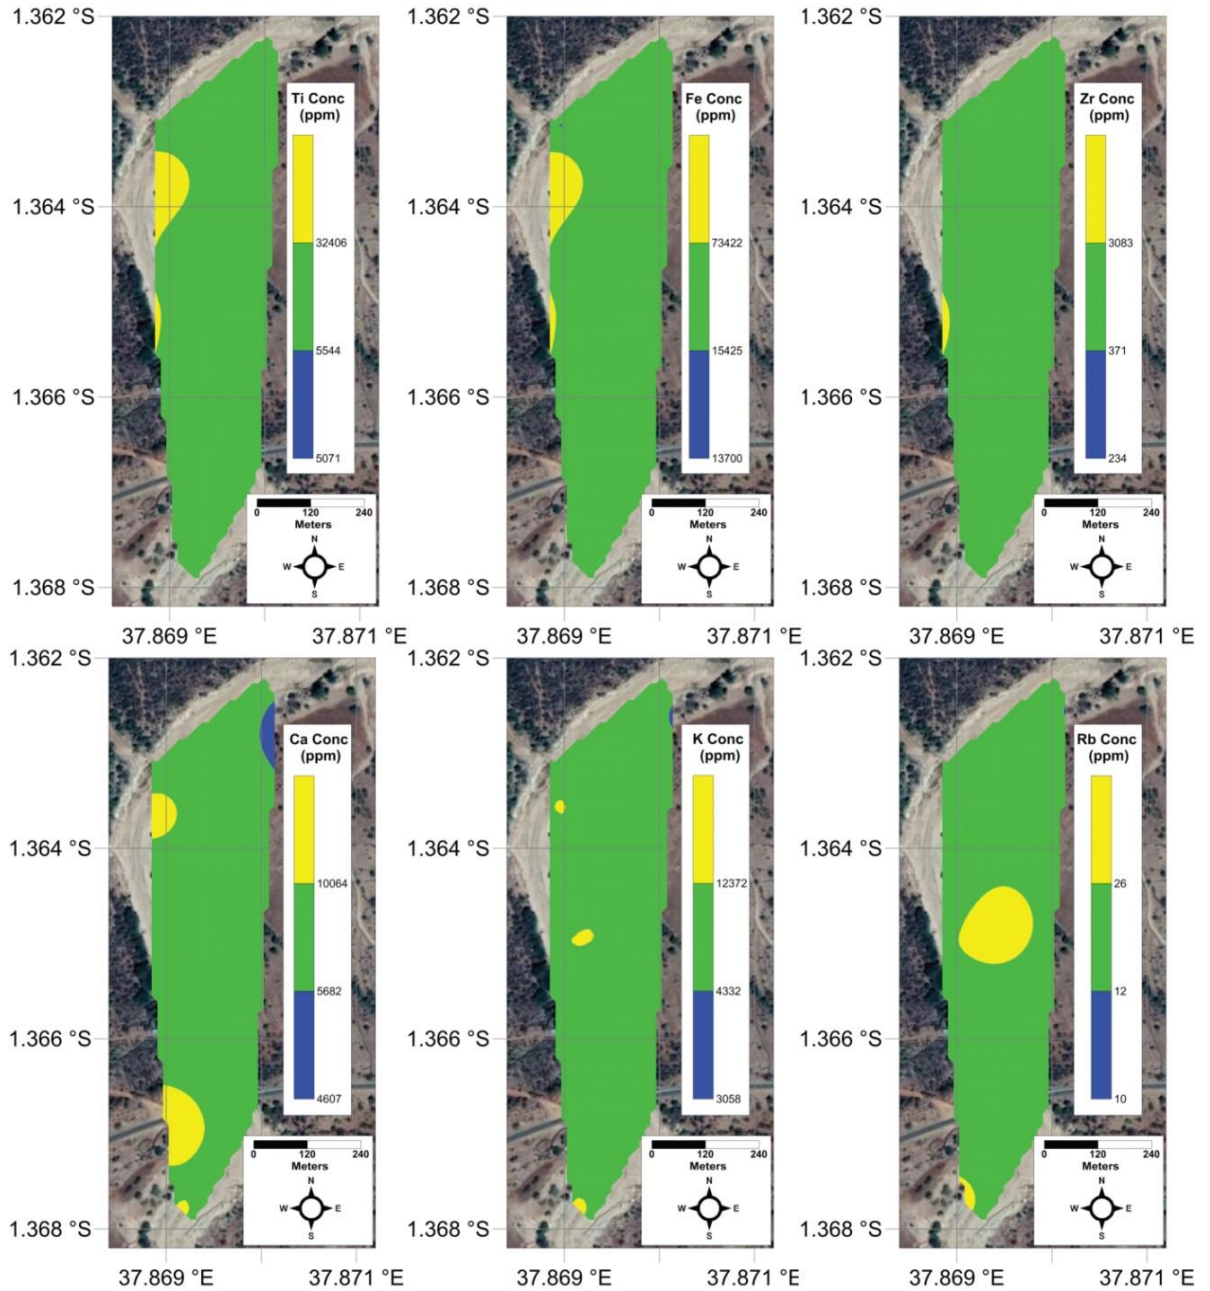 1.362 °S
1.362 °S
1.362 °S
Ti Conc
(ppm)
32406
5544
5071
Fe Conc
(ppm)
73422
15425
13700
Zr Conc
(ppm)
3083
371
234
1.364 °S
1.364 °S
1.364 °S
1.366 °S
1.366 °S
1.366 °S
0 120 240
Meters
N
W E
S
0 120 240
Meters
N
W E
S
0 120 240
Meters
N
W E
S
1.368 °S
1.368 °S
1.368 °S
37.869 °E 37.871 °E
37.869 °E 37.871 °E
37.869 °E 37.871 °E
1.362 °S
1.362 °S
1.362 °S
Ca Conc
(ppm)
10064
5682
4607
K Conc
(ppm)
12372
4332
3058
Rb Conc
(ppm)
26
12
10
1.364 °S
1.364 °S
1.364 °S
1.366 °S
1.366 °S
1.366 °S
0 120 240
Meters
N
W E
S
0 120 240
Meters
N
W E
S
0 120 240
Meters
N
W E
S
1.368 °S
1.368 °S
1.368 °S
37.869 °E 37.871 °E
37.869 °E 37.871 °E
37.869 °E 37.871 °E